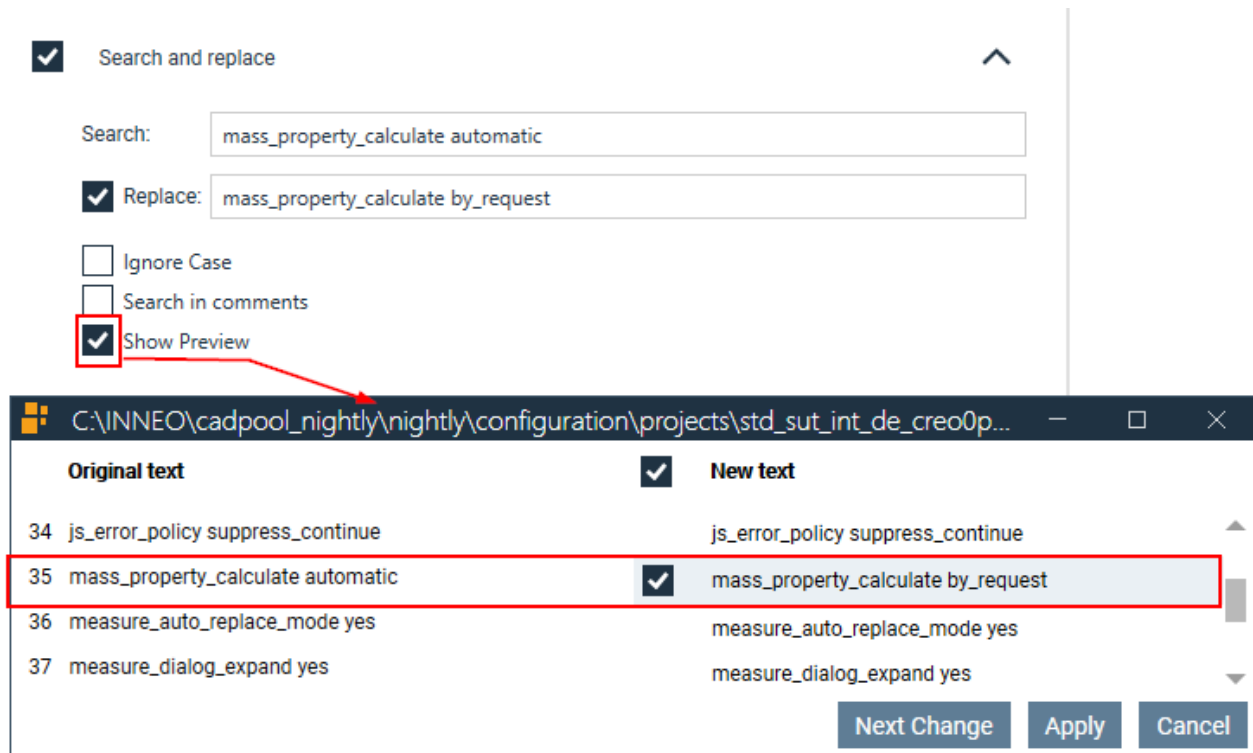 Search and replace
Search: mass_property_calculate automatic
Replace: mass_property_calculate by_request
Ignore Case
Search in comments
Show Preview
C:\INNEO\cadpool_nightly\nightly\configuration\projects\std_sut_int_de_creo0p...
Original text New text
34 js_error_policy suppress_continue js_error_policy suppress_continue
35 mass_property_calculate automatic mass_property_calculate by_request
36 measure_auto_replace_mode yes measure_auto_replace_mode yes
37 measure_dialog_expand yes measure_dialog_expand yes
Next Change Apply Cancel